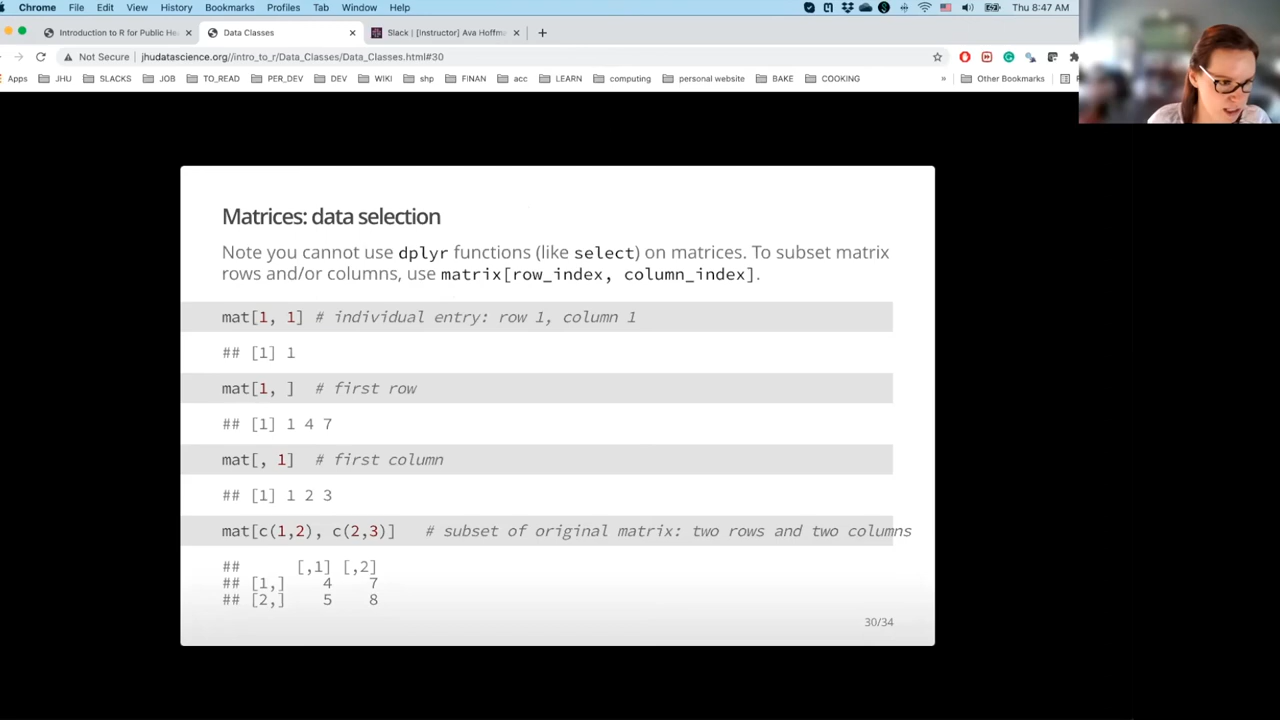 Chrome File Edit View History Bookmarks Profiles Tab Window Help Thu 8:47 AM
Introduction to R for Public He × Data Classes × Slack | [Instructor] Ava Hoffm × +
Not Secure | jhudatascience.org//intro_to_r/Data_Classes/Data_Classes.html#30
Apps JHU SLACKS JOB TO_READ PER_DEV DEV WIKI shp FINAN acc LEARN computing personal website BAKE COOKING » Other Bookmarks
Matrices: data selection
Note you cannot use dplyr functions (like select) on matrices. To subset matrix
rows and/or columns, use matrix[row_index, column_index].
mat[1, 1] # individual entry: row 1, column 1
## [1] 1
mat[1, ] # first row
## [1] 1 4 7
mat[, 1] # first column
## [1] 1 2 3
mat[c(1,2), c(2,3)] # subset of original matrix: two rows and two columns
## [,1] [,2]
## [1,] 4 7
## [2,] 5 8
30/34